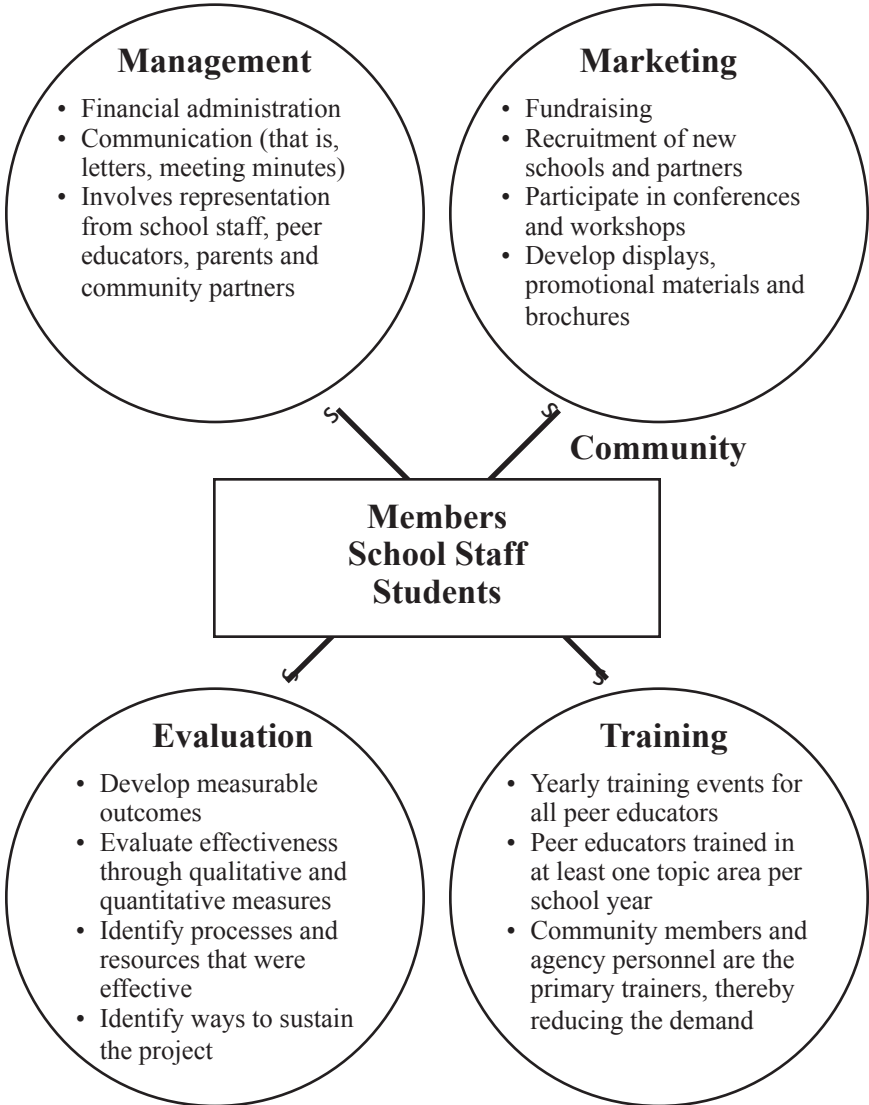 Management
• Financial administration
• Communication (that is,
letters, meeting minutes)
• Involves representation
from school staff, peer
educators, parents and
community partners
Marketing
• Fundraising
• Recruitment of new
schools and partners
• Participate in conferences
and workshops
• Develop displays,
promotional materials and
brochures
s
s
Community
Members
School Staff
Students
s
s
Evaluation
• Develop measurable
outcomes
• Evaluate effectiveness
through qualitative and
quantitative measures
• Identify processes and
resources that were
effective
• Identify ways to sustain
the project
Training
• Yearly training events for
all peer educators
• Peer educators trained in
at least one topic area per
school year
• Community members and
agency personnel are the
primary trainers, thereby
reducing the demand